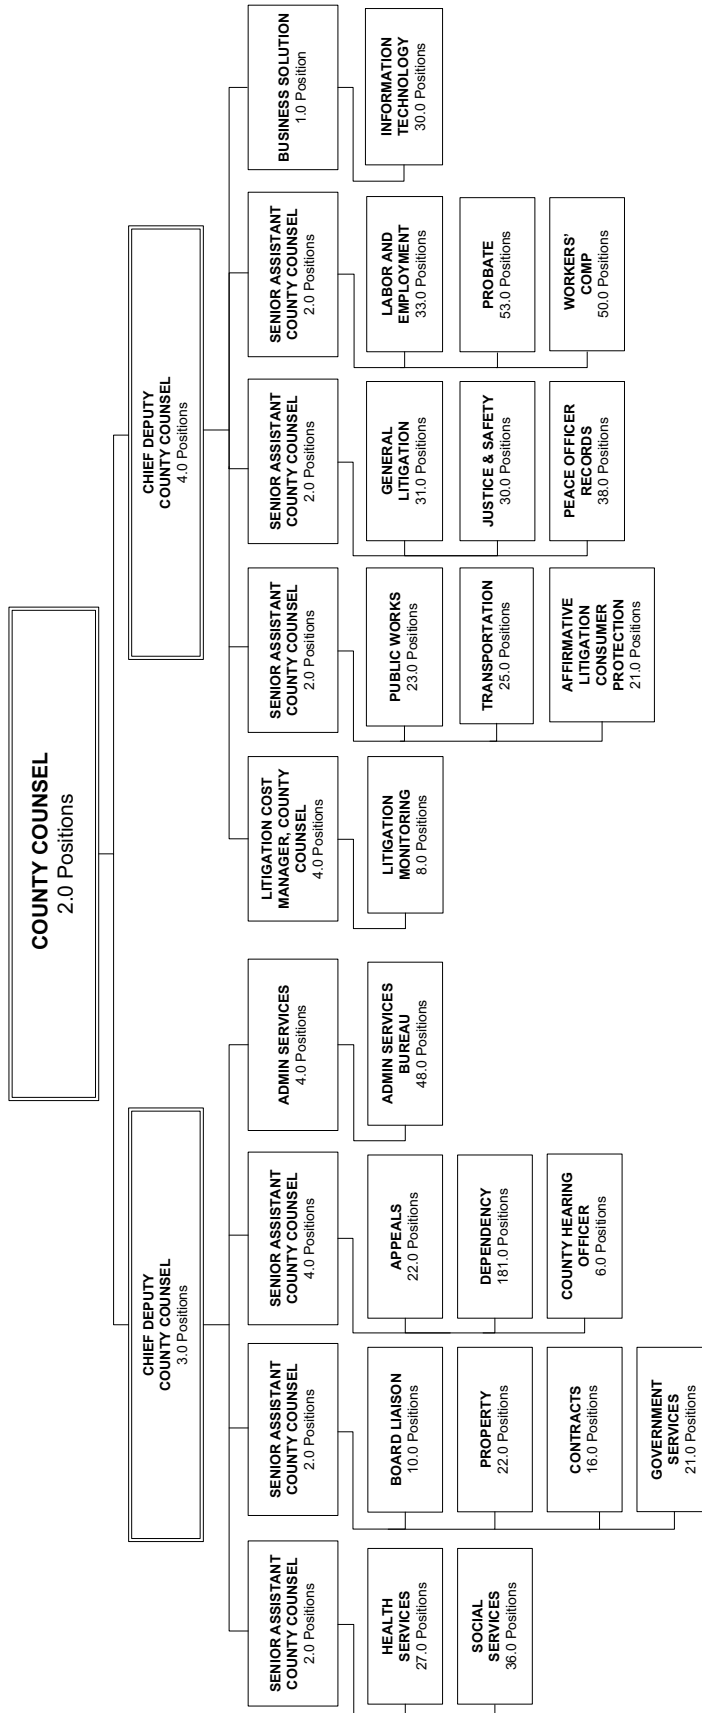 COUNTY COUNSEL
2.0 Positions
CHIEF DEPUTY
COUNTY COUNSEL
3.0 Positions
CHIEF DEPUTY
COUNTY COUNSEL
4.0 Positions
SENIOR ASSISTANT
COUNTY COUNSEL
2.0 Positions
SENIOR ASSISTANT
COUNTY COUNSEL
2.0 Positions
SENIOR ASSISTANT
COUNTY COUNSEL
4.0 Positions
ADMIN SERVICES
4.0 Positions
LITIGATION COST
MANAGER, COUNTY
COUNSEL
4.0 Positions
SENIOR ASSISTANT
COUNTY COUNSEL
2.0 Positions
SENIOR ASSISTANT
COUNTY COUNSEL
2.0 Positions
SENIOR ASSISTANT
COUNTY COUNSEL
2.0 Positions
BUSINESS SOLUTION
1.0 Position
HEALTH
SERVICES
27.0 Positions
BOARD LIAISON
10.0 Positions
APPEALS
22.0 Positions
ADMIN SERVICES
BUREAU
48.0 Positions
LITIGATION
MONITORING
8.0 Positions
PUBLIC WORKS
23.0 Positions
GENERAL
LITIGATION
31.0 Positions
LABOR AND
EMPLOYMENT
33.0 Positions
INFORMATION
TECHNOLOGY
30.0 Positions
SOCIAL
SERVICES
36.0 Positions
PROPERTY
22.0 Positions
DEPENDENCY
181.0 Positions
TRANSPORTATION
25.0 Positions
JUSTICE & SAFETY
30.0 Positions
PROBATE
53.0 Positions
CONTRACTS
16.0 Positions
COUNTY HEARING
OFFICER
6.0 Positions
AFFIRMATIVE
LITIGATION
CONSUMER
PROTECTION
21.0 Positions
PEACE OFFICER
RECORDS
38.0 Positions
WORKERS'
COMP
50.0 Positions
GOVERNMENT
SERVICES
21.0 Positions